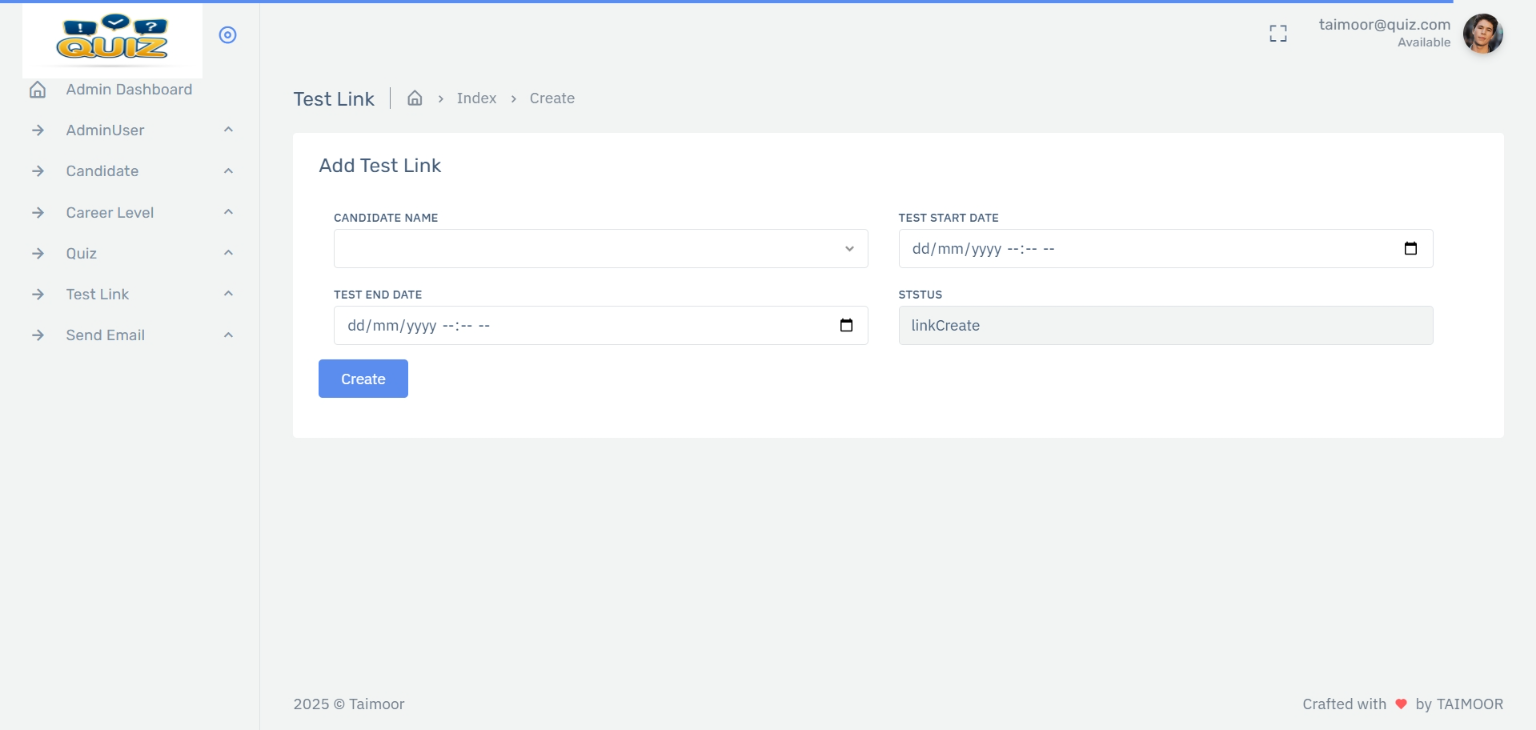 ! ?
QUIZ
taimoor@quiz.com
Available
Admin Dashboard
AdminUser
Candidate
Career Level
Quiz
Test Link
Send Email
Test Link Index Create
Add Test Link
CANDIDATE NAME
TEST START DATE
dd/mm/yyyy --:-- --
TEST END DATE
dd/mm/yyyy --:-- --
STSTUS
linkCreate
Create
2025 © Taimoor
Crafted with ♥ by TAIMOOR